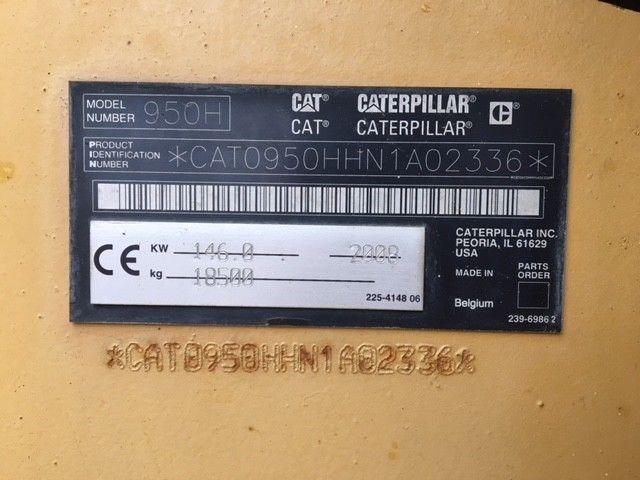 MODEL NUMBER 950H
CAT® CATERPILLAR® C
CAT® CATERPILLAR®
PRODUCT IDENTIFICATION NUMBER *CAT0950HHN1A02336*
CE KW 146.0 2008
kg 18500
225-4148 06
CATERPILLAR INC.
PEORIA, IL 61629
USA
MADE IN PARTS ORDER
Belgium
239-6986 2
*CAT0950HHN1A02336*